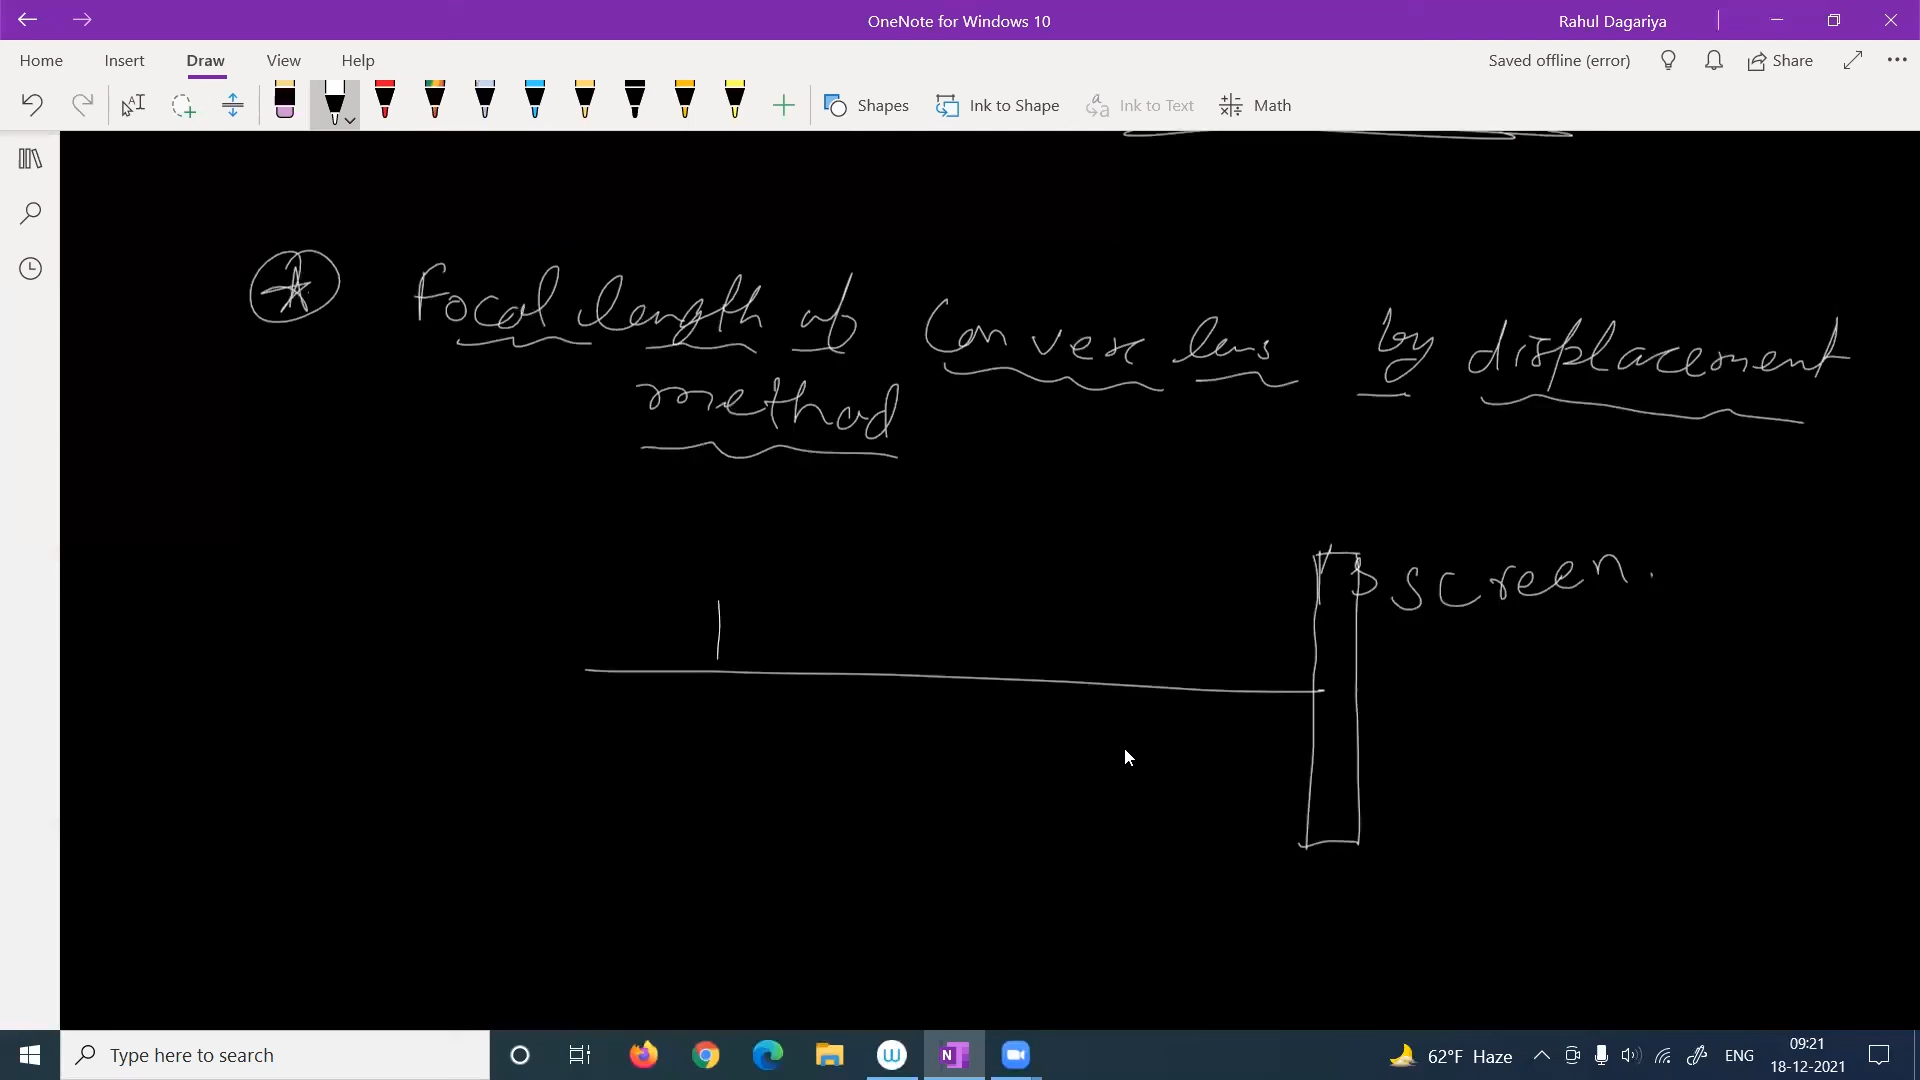 OneNote for Windows 10
Rahul Dagariya
Home Insert Draw View Help
Saved offline (error) Share
Shapes Ink to Shape Ink to Text Math
Focal length of Convex lens by displacement
method
screen.
Type here to search
62°F Haze
ENG
09:21
18-12-2021